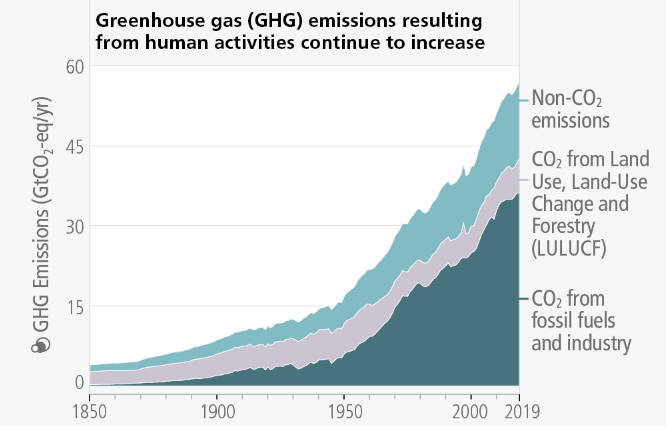 Greenhouse gas (GHG) emissions resulting
from human activities continue to increase
GHG Emissions (GtCO₂-eq/yr)
60
45
30
15
0
1850
1900
1950
2000
2019
Non-CO₂
emissions
CO₂ from Land
Use, Land-Use
Change and
Forestry
(LULUCF)
CO₂ from
fossil fuels
and industry